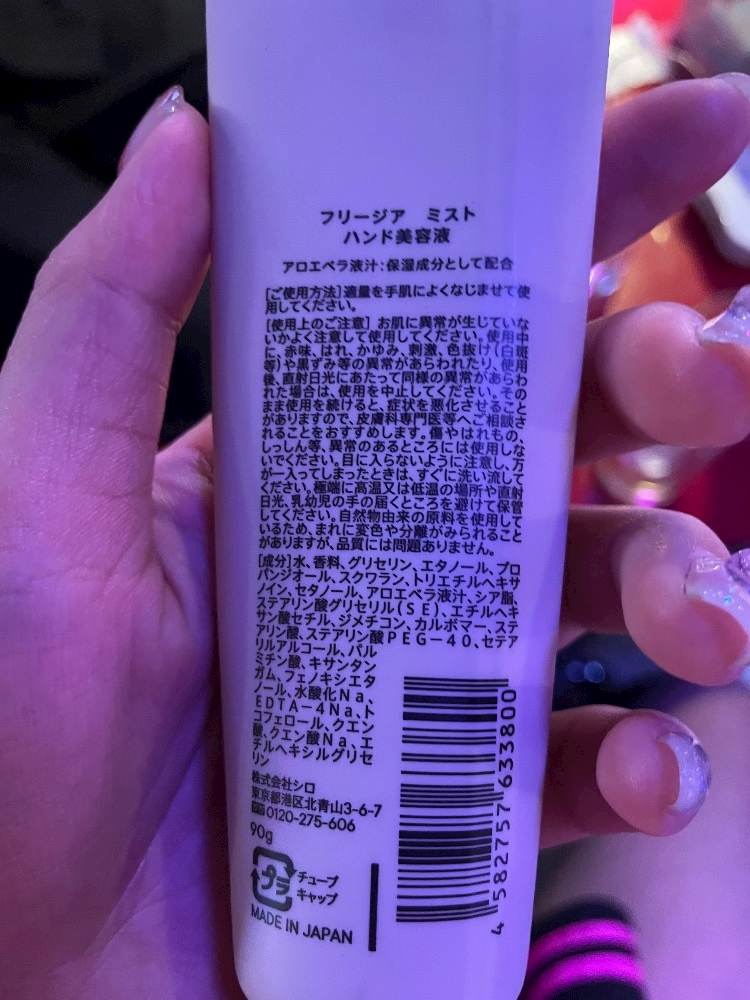 フリージア ミスト
ハンド美容液
アロエベラ液汁:保湿成分として配合
[ご使用方法]適量を手肌によくなじませて使
用してください。
[使用上のご注意] お肌に異常が生じていな
いかよく注意して使用してください。使用中
に、赤味、はれ、かゆみ、刺激、色抜け(白斑
等)や黒ずみ等の異常があらわれたり、使用
後、直射日光にあたって同様の異常があらわ
れた場合は、使用を中止してください。その
まま使用を続けると、症状を悪化させること
がありますので、皮膚科専門医等へご相談さ
れることをおすすめします。傷やはれもの、
しっしん等、異常のあるところには使用しな
いでください。目に入らないように注意し、万
が一入ってしまったときは、すぐに洗い流して
ください。極端に高温又は低温の場所や直射
日光、乳幼児の手の届くところを避けて保管
してください。自然物由来の原料を使用して
いるため、まれに変色や分離がみられること
がありますが、品質には問題ありません。
[成分]水、香料、グリセリン、エタノール、プロ
パンジオール、スクワラン、トリエチルヘキサ
ノイン、セタノール、アロエベラ液汁、シア脂、
ステアリン酸グリセリル(SE)、エチルヘキ
サン酸セチル、ジメチコン、カルボマー、ステ
アリン酸、ステアリン酸PEG-40、セテア
リルアルコール、パル
ミチン酸、キサンタン
ガム、フェノキシエタ
ノール、水酸化Na、
EDTA-4Na、ト
コフェロール、クエン
酸、クエン酸Na、エ
チルヘキシルグリセ
リン
株式会社シロ
東京都港区北青山3-6-7
0120-275-606
90g
プラ
チューブ
キャップ
MADE IN JAPAN
4 582757 633800